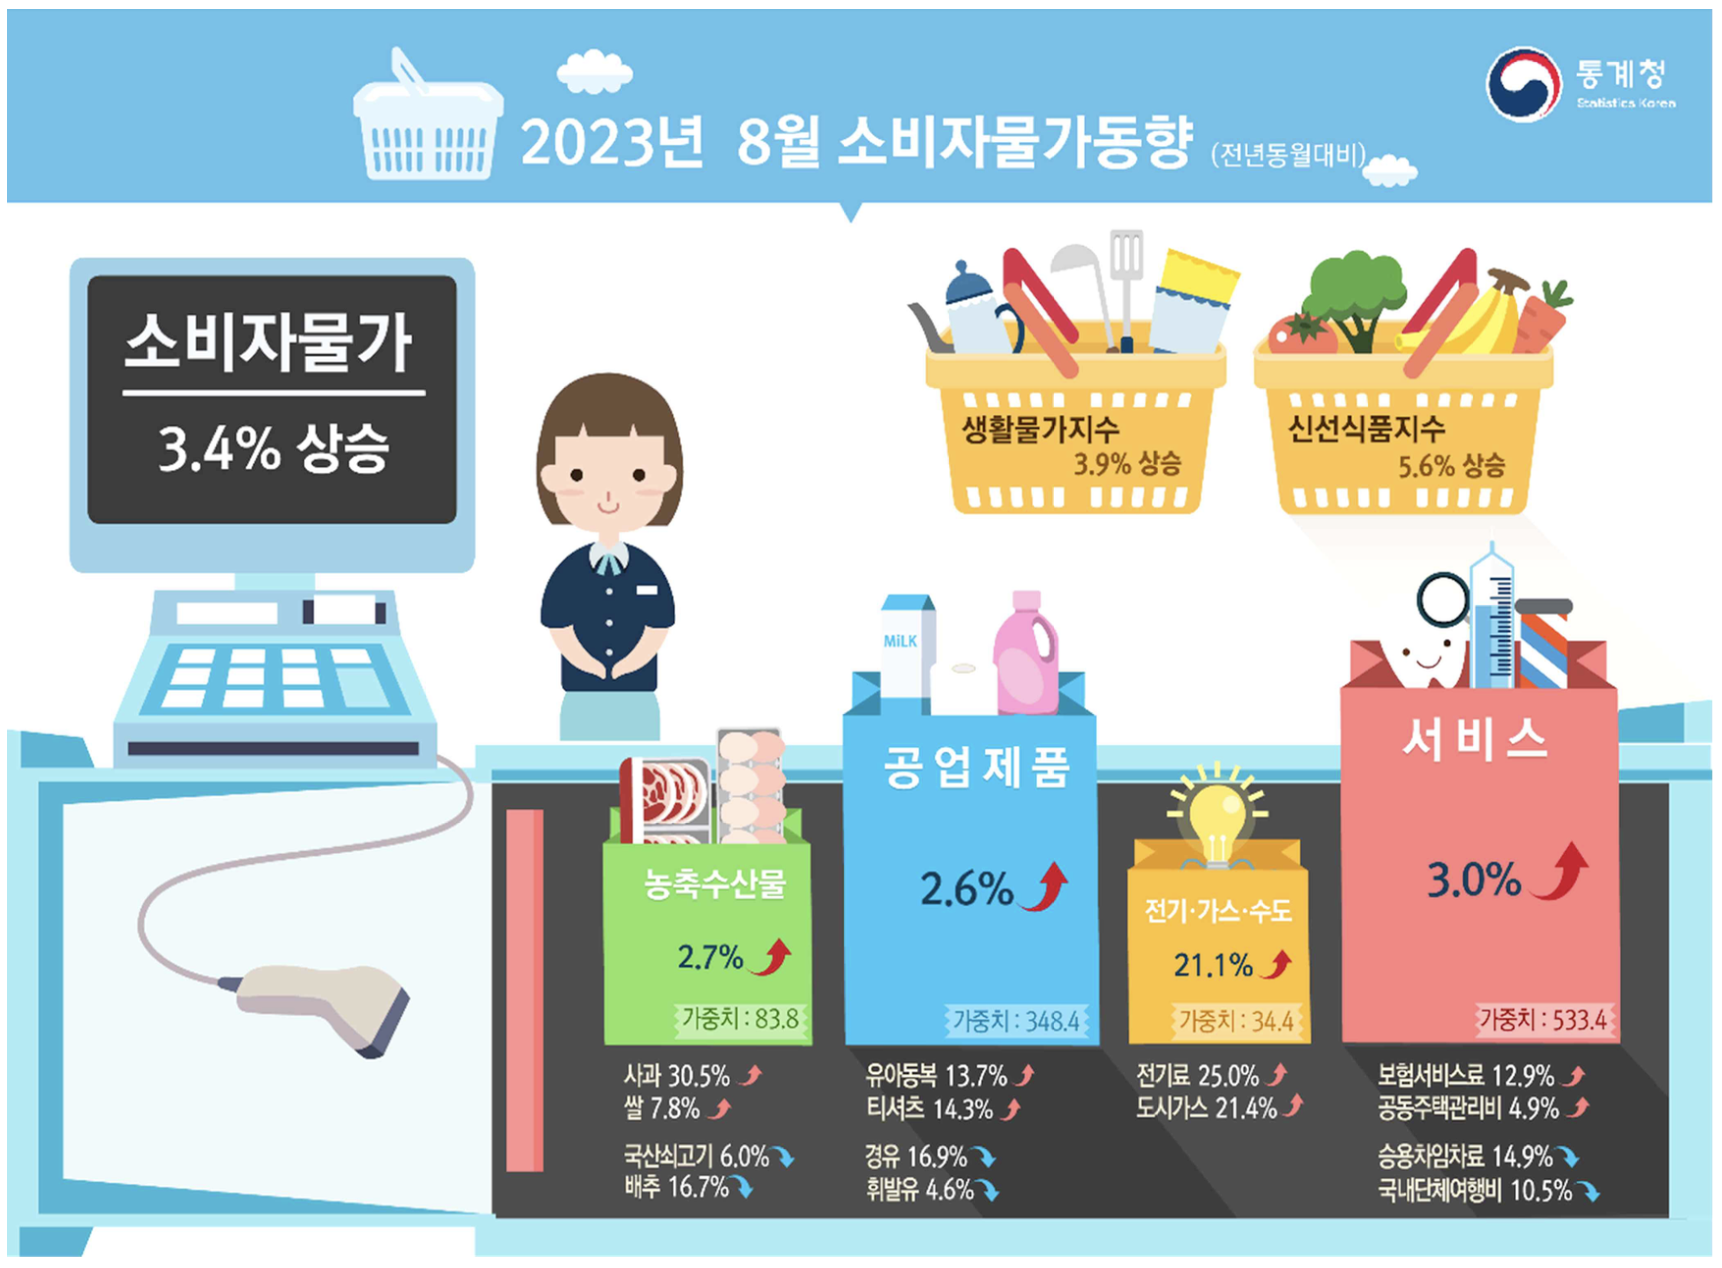 2023년 8월 소비자물가동향 (전년동월대비)
통계청
Statistics Korea
소비자물가
3.4% 상승
생활물가지수
3.9% 상승
신선식품지수
5.6% 상승
MiLK
농축수산물
2.7%
가중치 : 83.8
사과 30.5%
쌀 7.8%
국산쇠고기 6.0%
배추 16.7%
공업제품
2.6%
가중치 : 348.4
유아동복 13.7%
티셔츠 14.3%
경유 16.9%
휘발유 4.6%
전기·가스·수도
21.1%
가중치 : 34.4
전기료 25.0%
도시가스 21.4%
서비스
3.0%
가중치 : 533.4
보험서비스료 12.9%
공동주택관리비 4.9%
승용차임차료 14.9%
국내단체여행비 10.5%